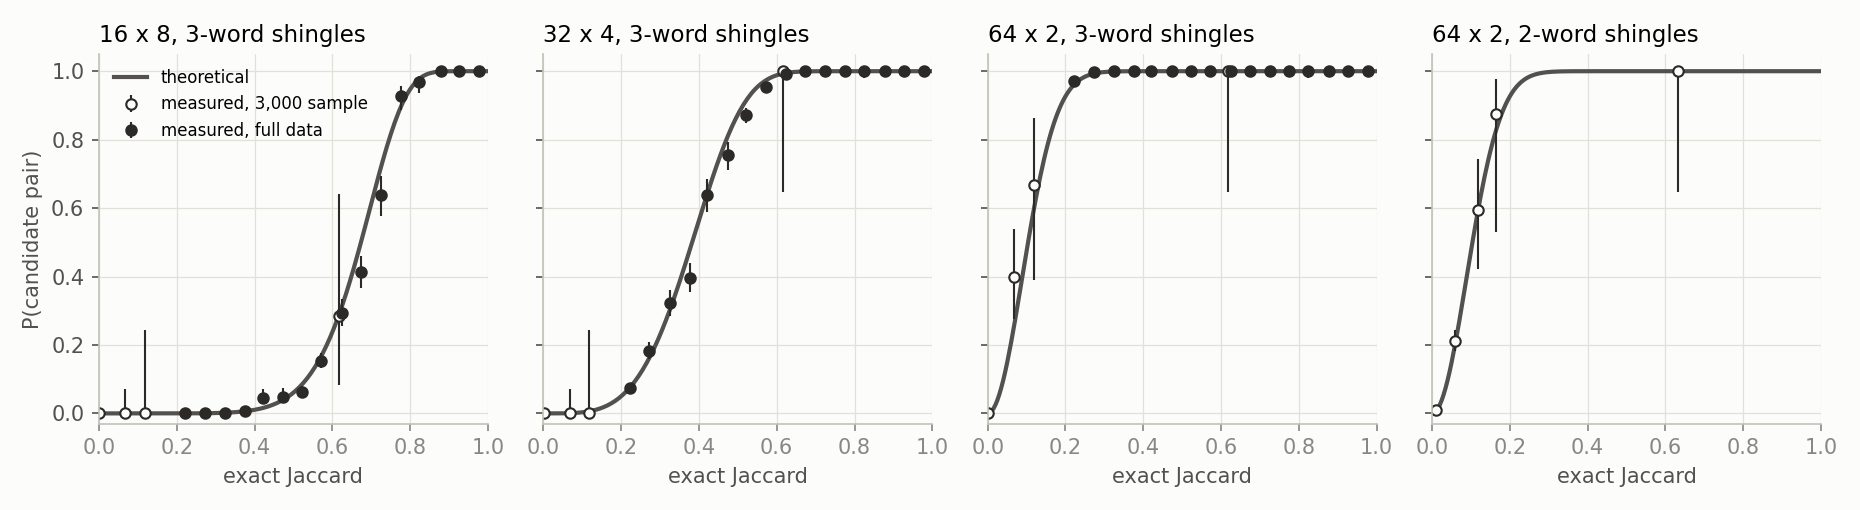 16 x 8, 3-word shingles
32 x 4, 3-word shingles
64 x 2, 3-word shingles
64 x 2, 2-word shingles
theoretical
measured, 3,000 sample
measured, full data
P(candidate pair)
1.0
0.8
0.6
0.4
0.2
0.0
0.0 0.2 0.4 0.6 0.8 1.0
0.0 0.2 0.4 0.6 0.8 1.0
0.0 0.2 0.4 0.6 0.8 1.0
0.0 0.2 0.4 0.6 0.8 1.0
exact Jaccard
exact Jaccard
exact Jaccard
exact Jaccard